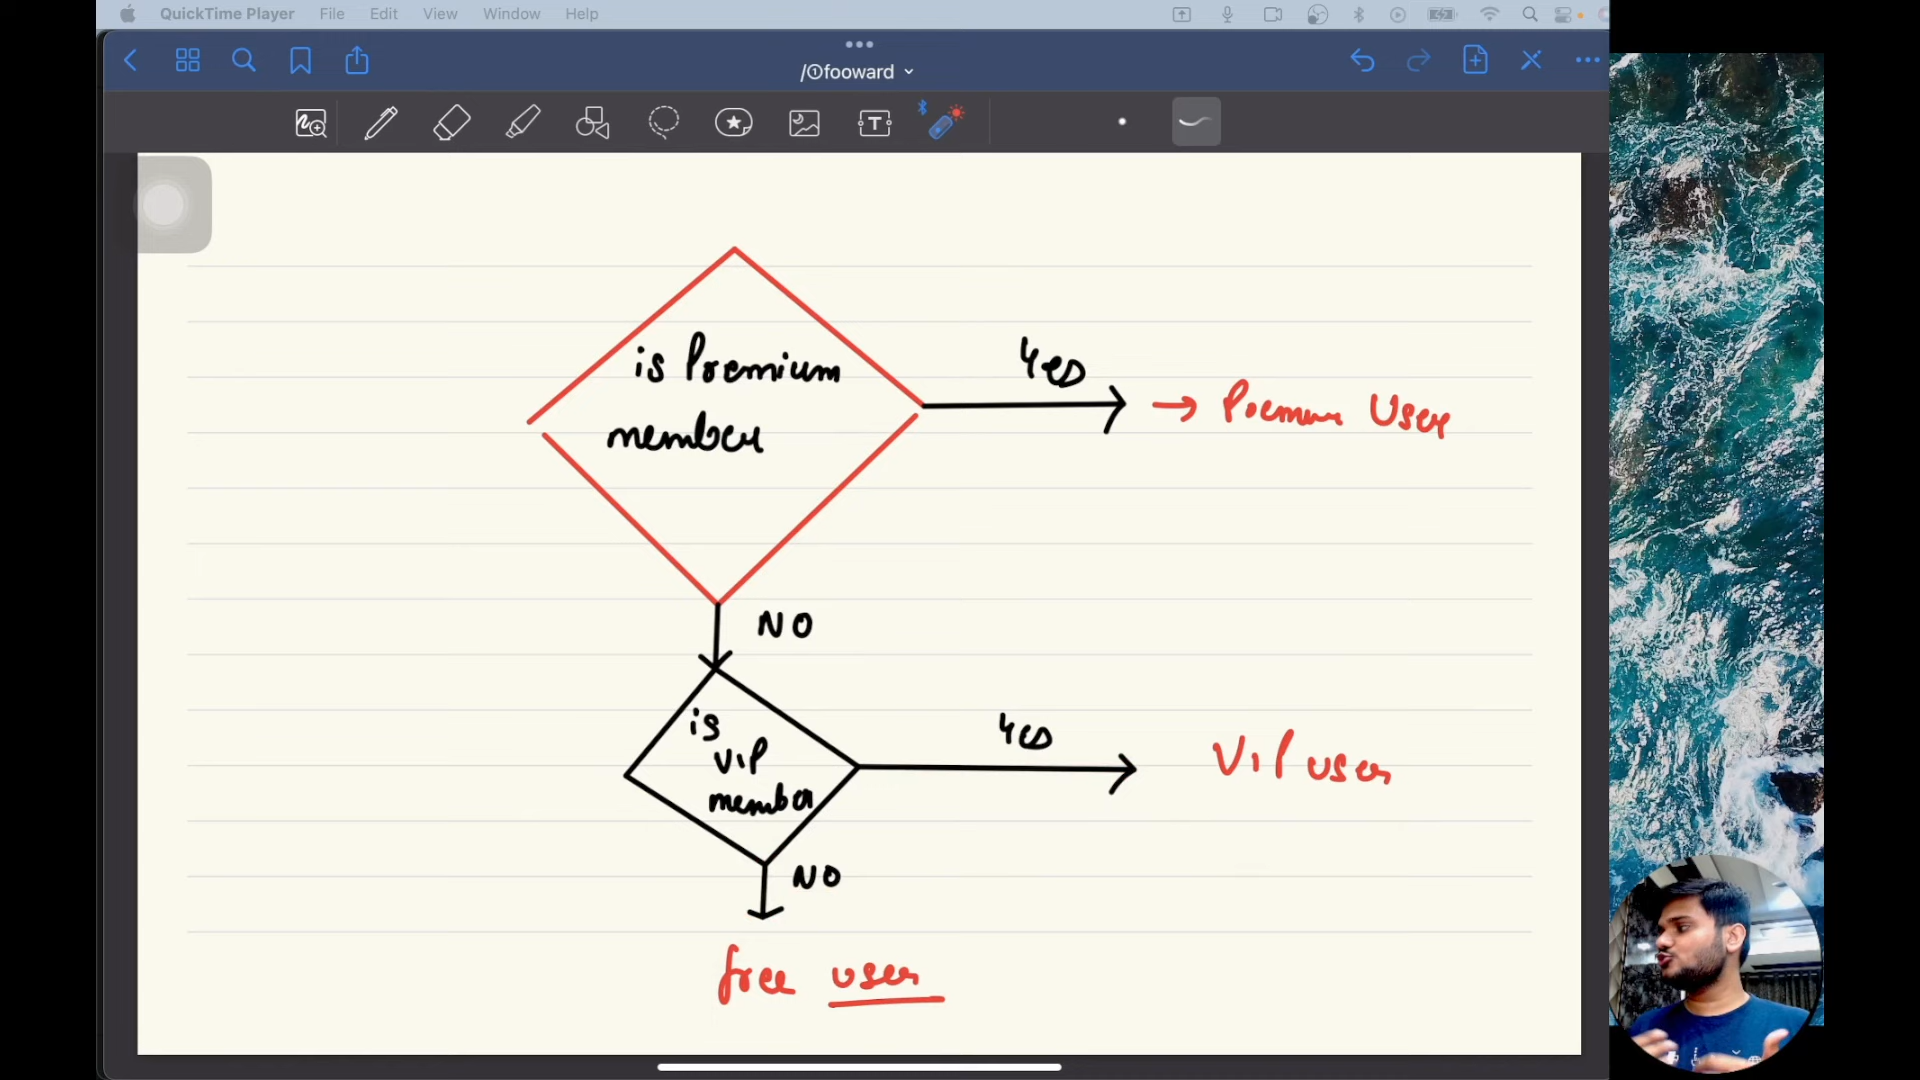 QuickTime Player File Edit View Window Help
/①fooward
T
is Premium
member
Yes
→ Premium User
NO
is
VIP
member
Yes
VIP user
NO
free user